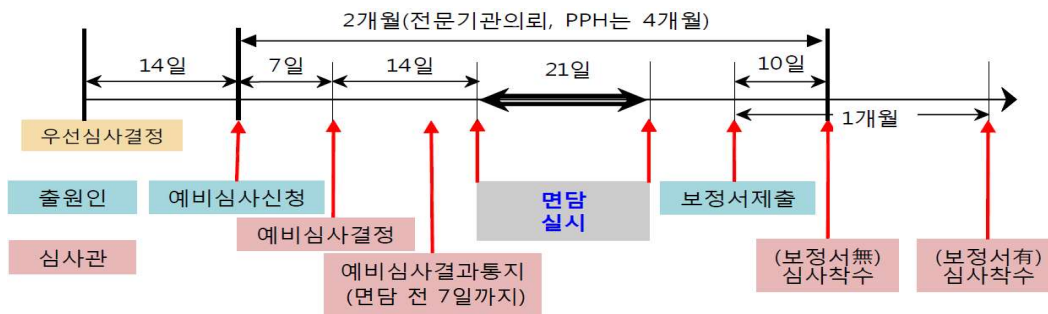 2개월(전문기관의뢰, PPH는 4개월)
14일
7일
14일
21일
10일
1개월
우선심사결정
출원인
예비심사신청
면담
실시
보정서제출
심사관
예비심사결정
예비심사결과통지
(면담 전 7일까지)
(보정서無)
심사착수
(보정서有)
심사착수